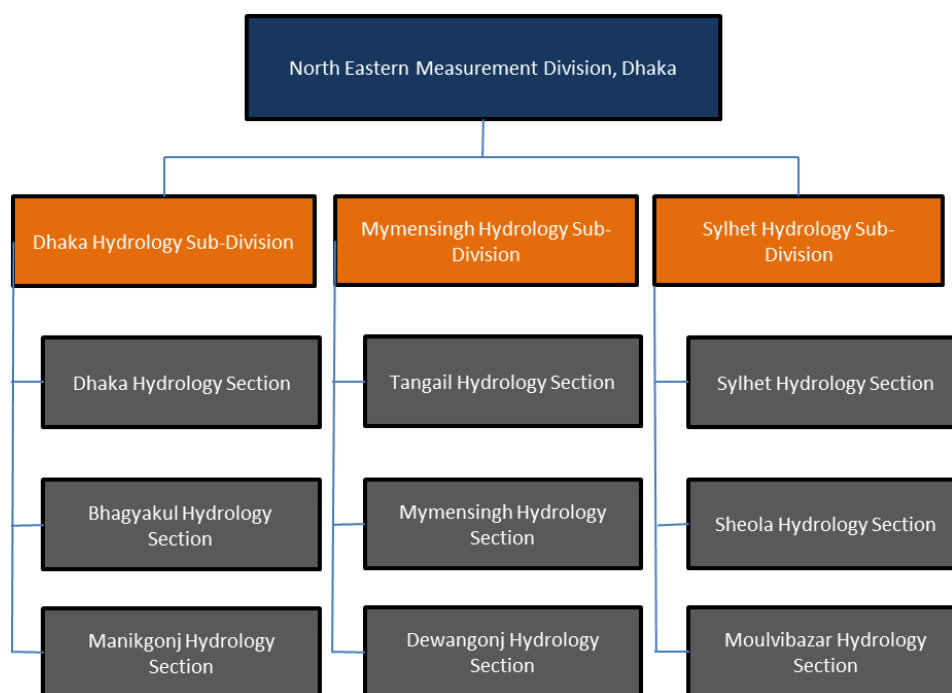 North Eastern Measurement Division, Dhaka
Dhaka Hydrology Sub-Division
Mymensingh Hydrology Sub-
Division
Sylhet Hydrology Sub-
Division
Dhaka Hydrology Section
Tangail Hydrology Section
Sylhet Hydrology Section
Bhagyakul Hydrology
Section
Mymensingh Hydrology
Section
Sheola Hydrology Section
Manikgonj Hydrology
Section
Dewangonj Hydrology
Section
Moulvibazar Hydrology
Section